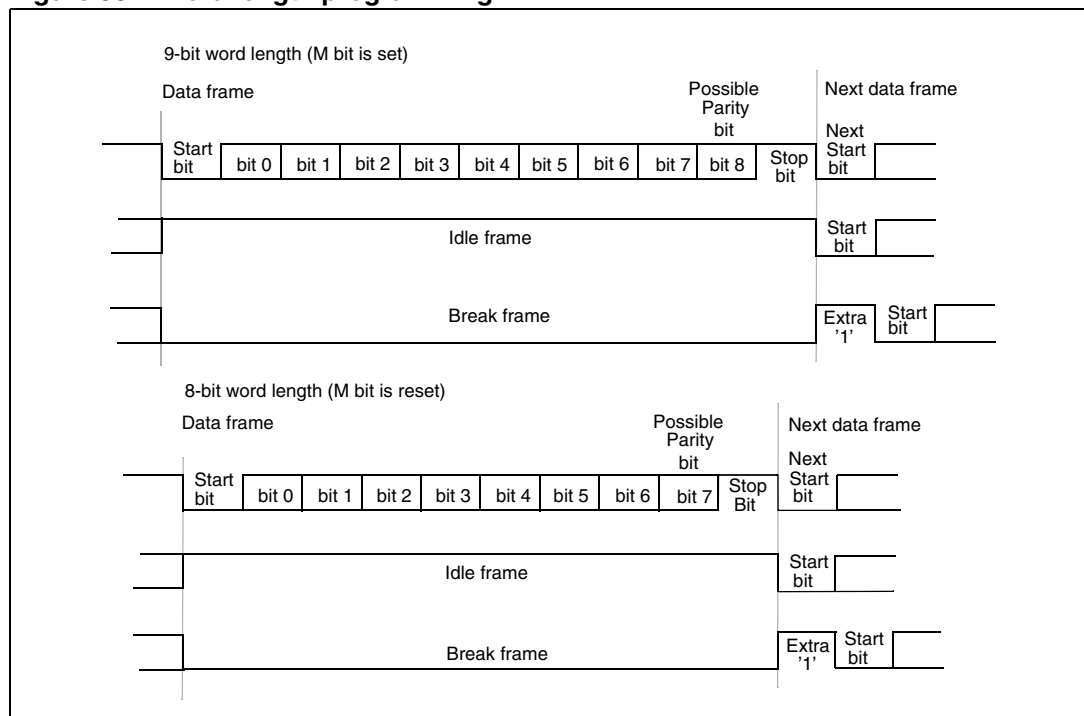 Figure Word length programming
9-bit word length (M bit is set)
Data frame
Possible
Parity
bit
Next data frame
Start
bit
bit 0 bit 1 bit 2 bit 3 bit 4 bit 5 bit 6 bit 7 bit 8
Stop
bit
Next
Start
bit
Idle frame
Start
bit
Break frame
Extra
'1'
Start
bit
8-bit word length (M bit is reset)
Data frame
Possible
Parity
bit
Next data frame
Start
bit
bit 0 bit 1 bit 2 bit 3 bit 4 bit 5 bit 6 bit 7
Stop
Bit
Next
Start
bit
Idle frame
Start
bit
Break frame
Extra
'1'
Start
bit